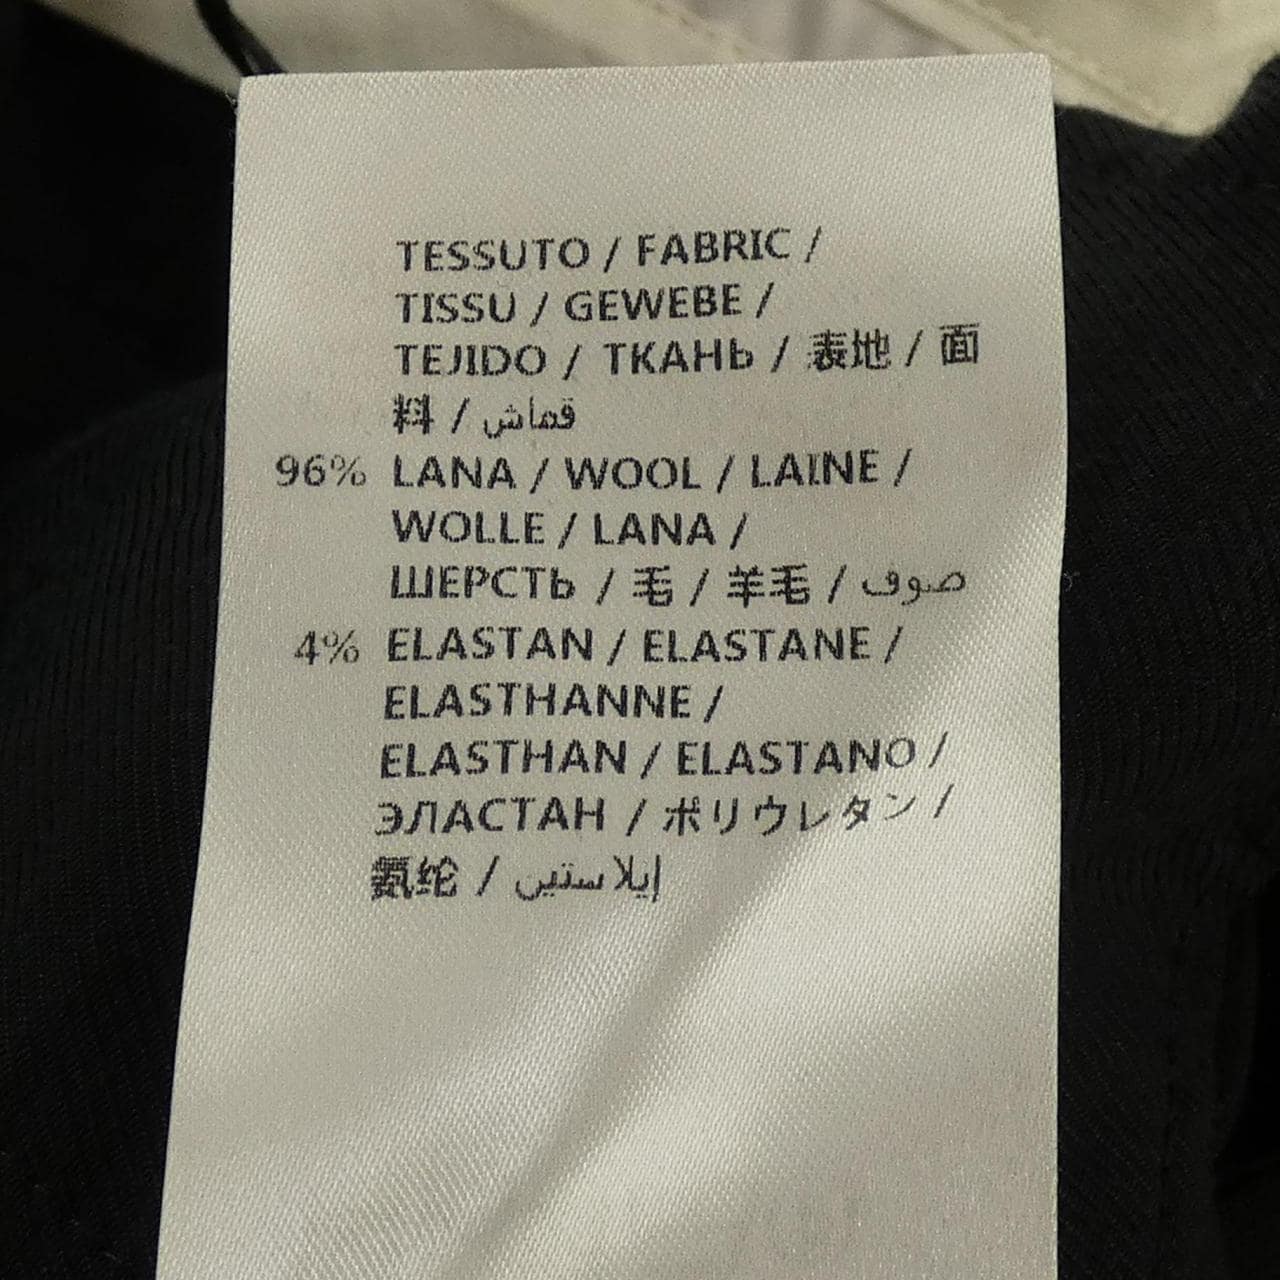 TESSUTO / FABRIC /
TISSU / GEWEBE /
TEJIDO / ТКАНЬ / 表地 / 面
料 / قماش
96% LANA / WOOL / LAINE /
WOLLE / LANA /
ШЕРСТЬ / 毛 / 羊毛 / صوف
4% ELASTAN / ELASTANE /
ELASTHANNE /
ELASTHAN / ELASTANO /
ЭЛАСТАН / ポリウレタン /
氨纶 / إيلاستين